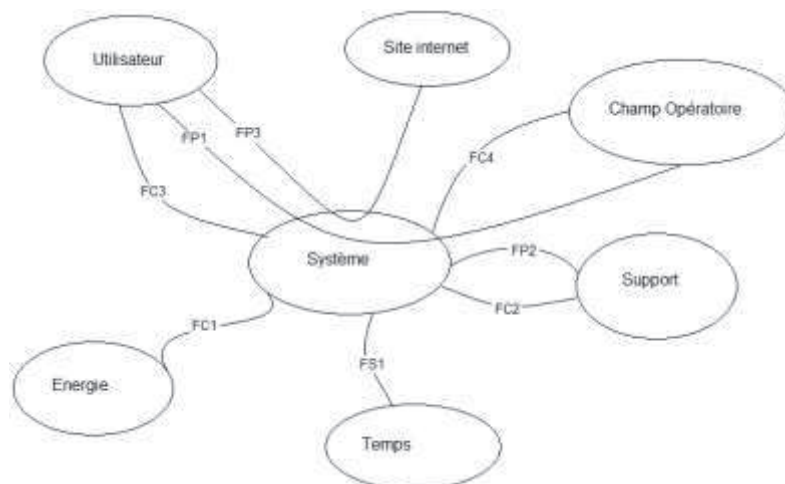 Site internet
Utilisateur
Champ Opératoire
FP1
FP3
FC4
FC3
FP2
Système
Support
FC2
FC1
FS1
Energie
Temps